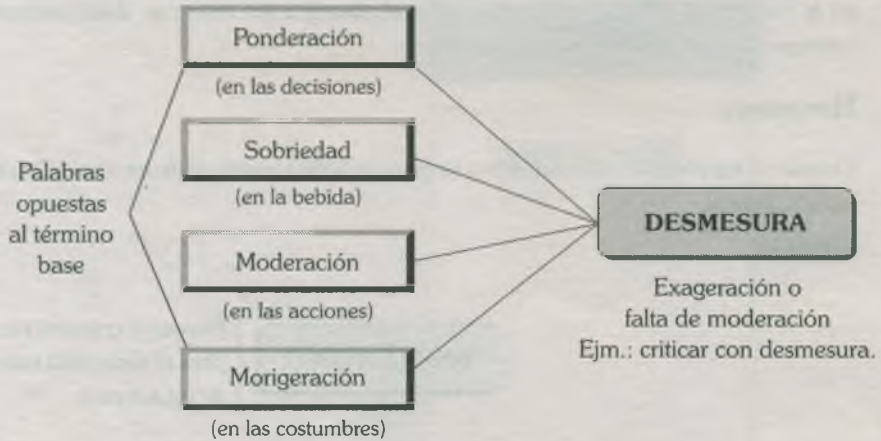 Ponderación
(en las decisiones)
Sobriedad
(en la bebida)
Palabras
opuestas
al término
base
Moderación
(en las acciones)
Morigeración
(en las costumbres)
DESMESURA
Exageración o
falta de moderación
Ejm.: criticar con desmesura.